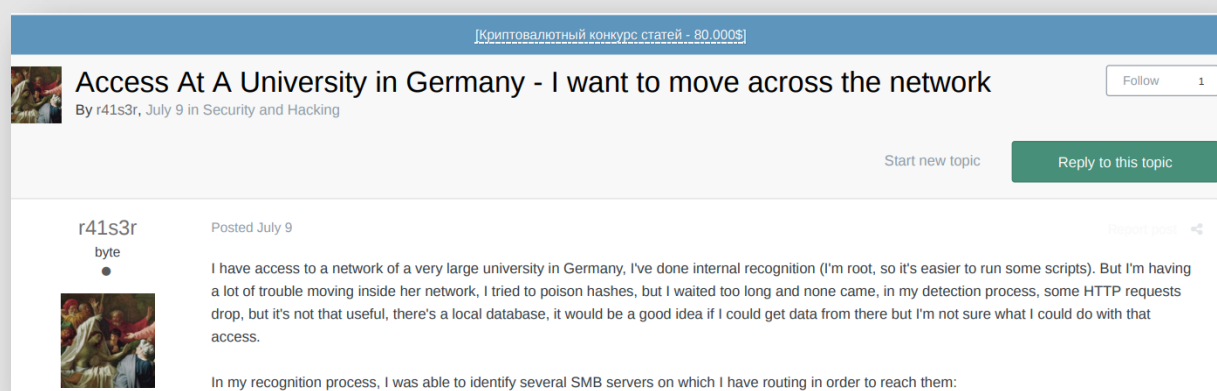 [Криптовалютный конкурс статей - 80.000$]
Access At A University in Germany - I want to move across the network
By r41s3r, July 9 in Security and Hacking
Follow 1
Start new topic
Reply to this topic
r41s3r
byte
Posted July 9
Report post
I have access to a network of a very large university in Germany, I've done internal recognition (I'm root, so it's easier to run some scripts). But I'm having
a lot of trouble moving inside her network, I tried to poison hashes, but I waited too long and none came, in my detection process, some HTTP requests
drop, but it's not that useful, there's a local database, it would be a good idea if I could get data from there but I'm not sure what I could do with that
access.
In my recognition process, I was able to identify several SMB servers on which I have routing in order to reach them: